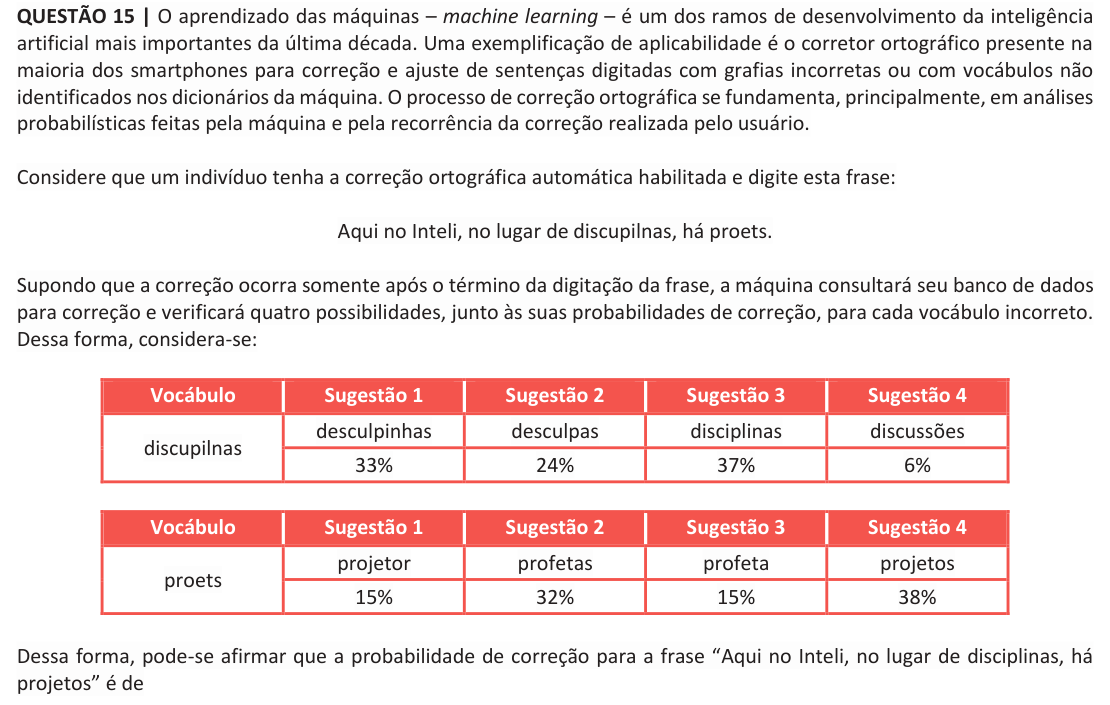 QUESTÃO 15 | O aprendizado das máquinas – machine learning – é um dos ramos de desenvolvimento da inteligência
artificial mais importantes da última década. Uma exemplificação de aplicabilidade é o corretor ortográfico presente na
maioria dos smartphones para correção e ajuste de sentenças digitadas com grafias incorretas ou com vocábulos não
identificados nos dicionários da máquina. O processo de correção ortográfica se fundamenta, principalmente, em análises
probabilísticas feitas pela máquina e pela recorrência da correção realizada pelo usuário.
Considere que um indivíduo tenha a correção ortográfica automática habilitada e digite esta frase:
Aqui no Inteli, no lugar de discupilnas, há proets.
Supondo que a correção ocorra somente após o término da digitação da frase, a máquina consultará seu banco de dados
para correção e verificará quatro possibilidades, junto às suas probabilidades de correção, para cada vocábulo incorreto.
Dessa forma, considera-se:
Vocábulo Sugestão 1 Sugestão 2 Sugestão 3 Sugestão 4
discupilnas desculpinhas desculpas disciplinas discussões
33% 24% 37% 6%
Vocábulo Sugestão 1 Sugestão 2 Sugestão 3 Sugestão 4
proets projetor profetas profeta projetos
15% 32% 15% 38%
Dessa forma, pode-se afirmar que a probabilidade de correção para a frase “Aqui no Inteli, no lugar de disciplinas, há
projetos” é de